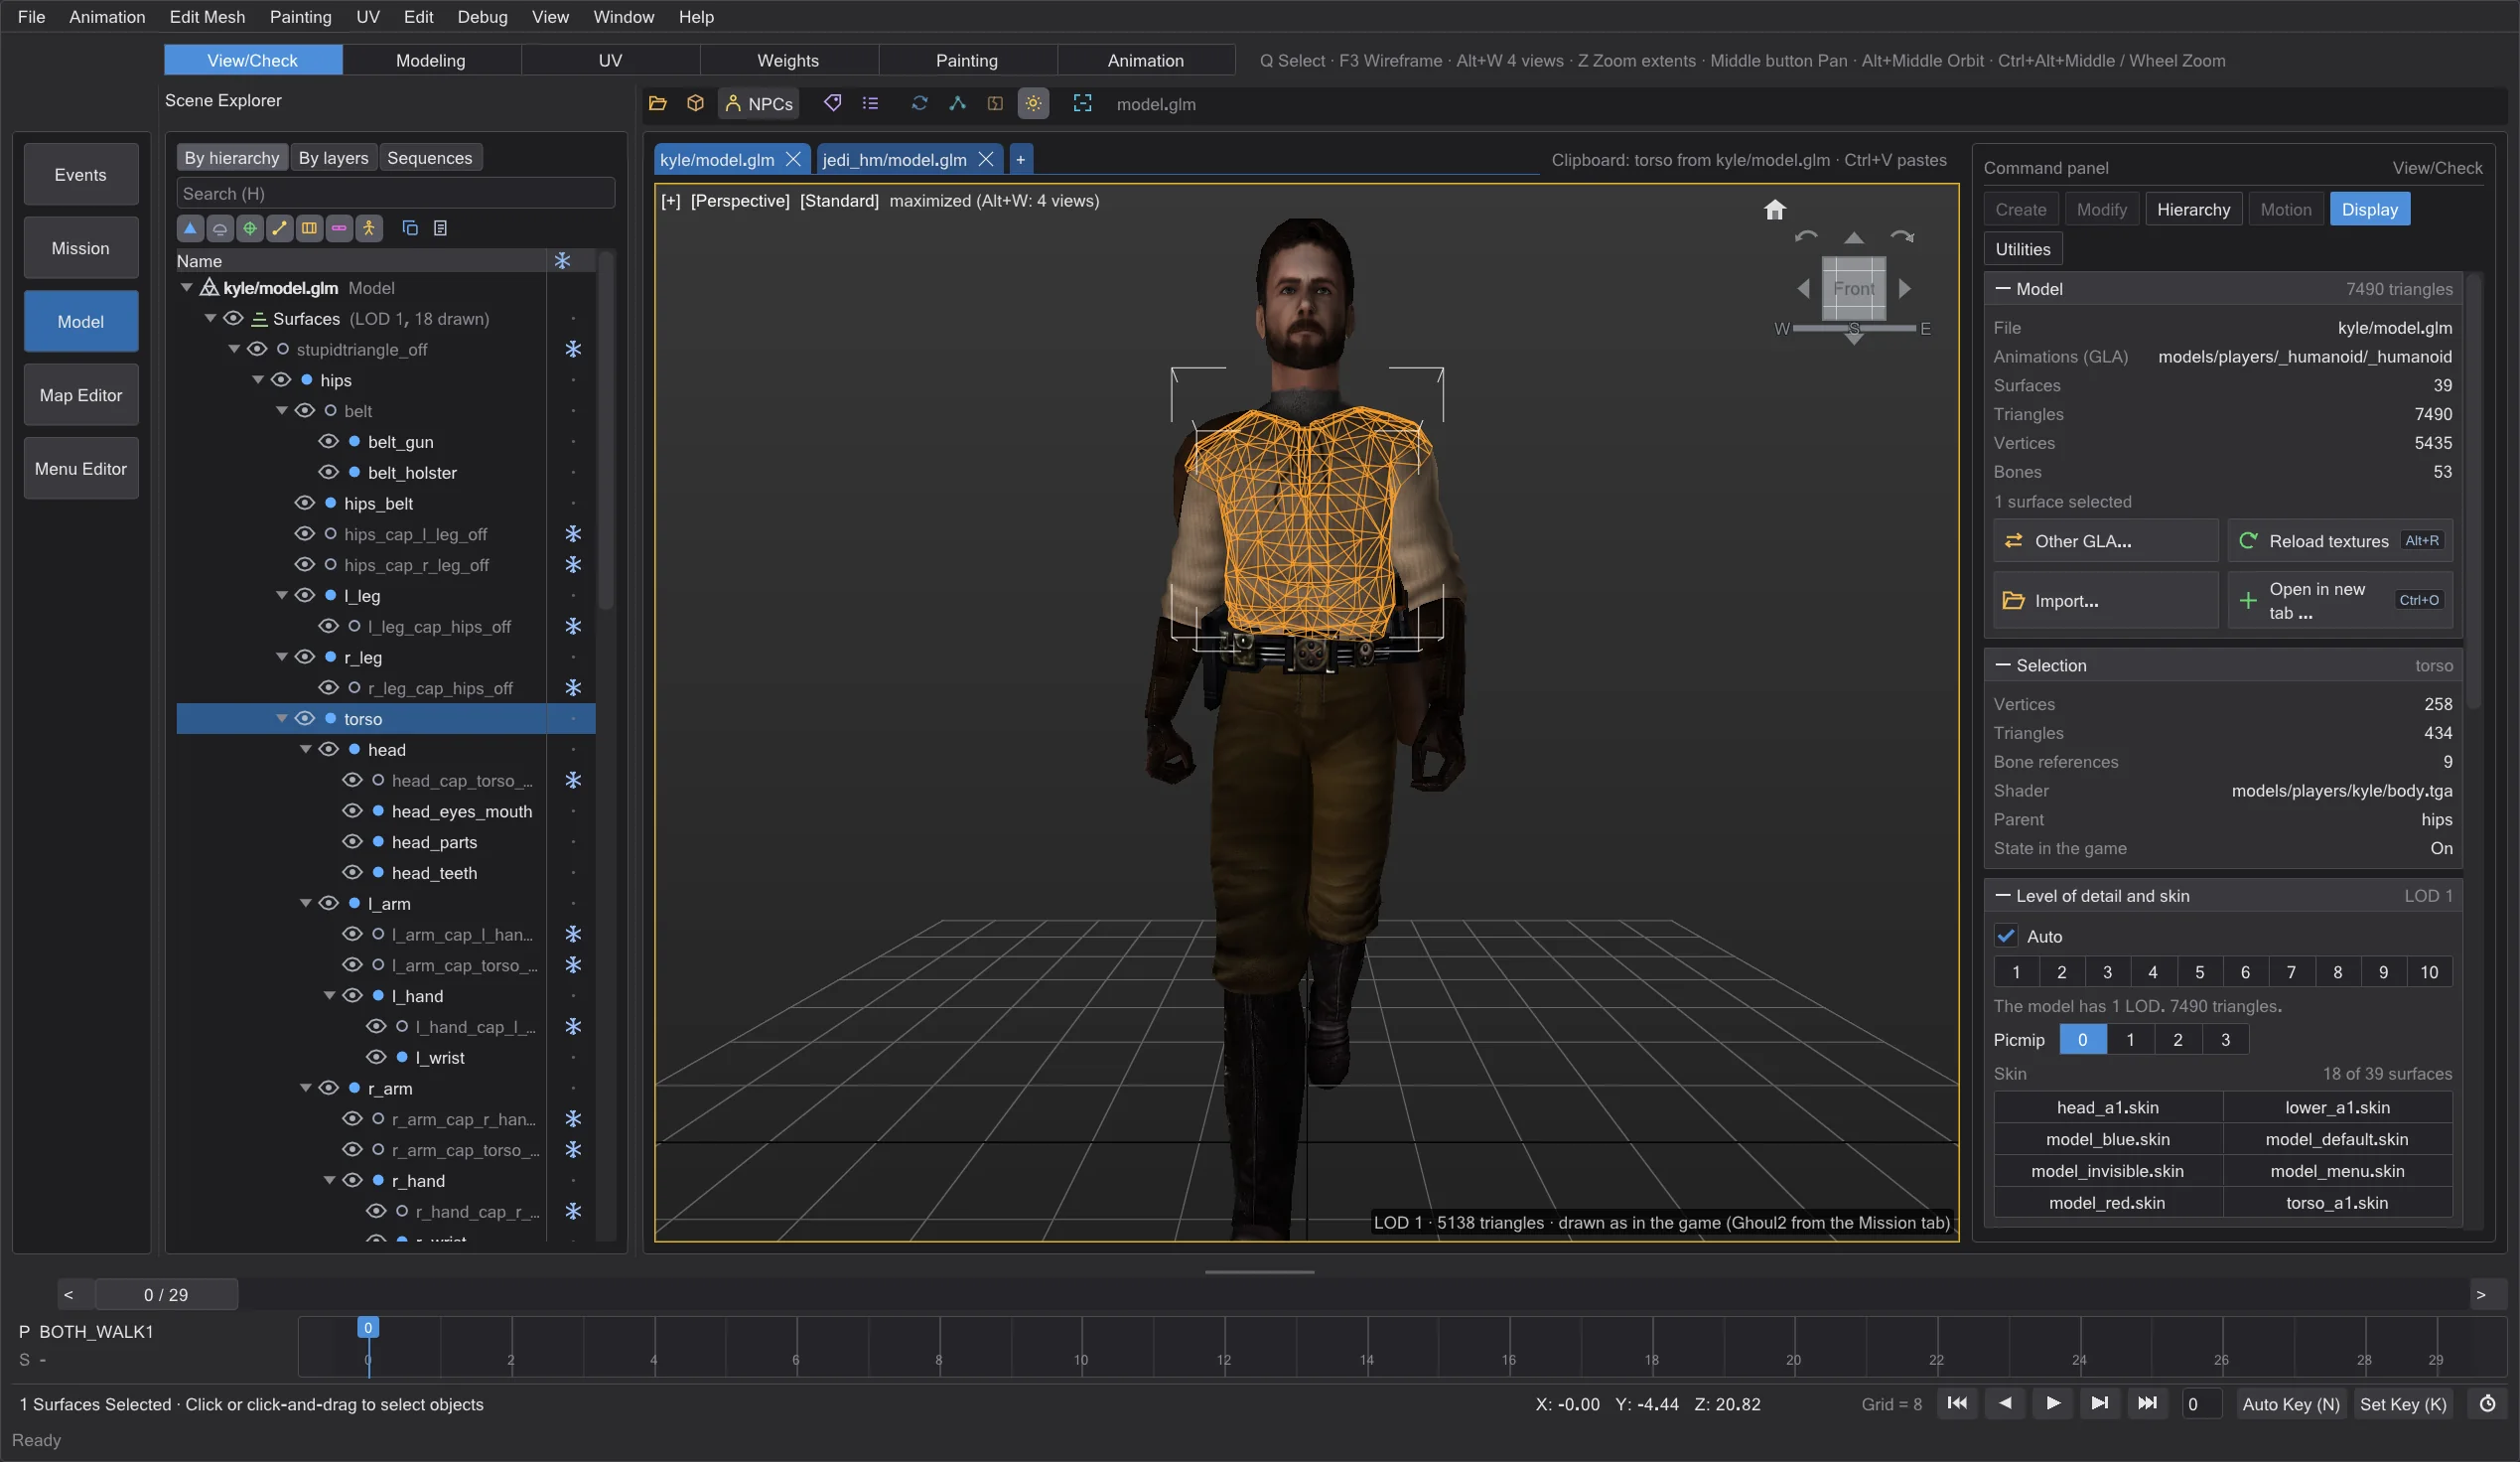 File Animation Edit Mesh Painting UV Edit Debug View Window Help
View/Check Modeling UV Weights Painting Animation Q Select · F3 Wireframe · Alt+W 4 views · Z Zoom extents · Middle button Pan · Alt+Middle Orbit · Ctrl+Alt+Middle / Wheel Zoom
Scene Explorer
NPCs model.glm
Events
Mission
Model
Map Editor
Menu Editor
By hierarchy By layers Sequences
Search (H)
Name
kyle/model.glm Model
Surfaces (LOD 1, 18 drawn)
stupidtriangle_off
hips
belt
belt_gun
belt_holster
hips_belt
hips_cap_l_leg_off
hips_cap_r_leg_off
l_leg
l_leg_cap_hips_off
r_leg
r_leg_cap_hips_off
torso
head
head_cap_torso_...
head_eyes_mouth
head_parts
head_teeth
l_arm
l_arm_cap_l_han...
l_arm_cap_torso_...
l_hand
l_hand_cap_l_...
l_wrist
r_arm
r_arm_cap_r_han...
r_arm_cap_torso_...
r_hand
r_hand_cap_r_...
r_wrist
kyle/model.glm jedi_hm/model.glm + Clipboard: torso from kyle/model.glm · Ctrl+V pastes
[+] [Perspective] [Standard] maximized (Alt+W: 4 views)
Front
W S E
LOD 1 · 5138 triangles · drawn as in the game (Ghoul2 from the Mission tab)
Command panel View/Check
Create Modify Hierarchy Motion Display
Utilities
Model 7490 triangles
File kyle/model.glm
Animations (GLA) models/players/_humanoid/_humanoid
Surfaces 39
Triangles 7490
Vertices 5435
Bones 53
1 surface selected
Other GLA... Reload textures Alt+R
Import... Open in new tab ... Ctrl+O
Selection torso
Vertices 258
Triangles 434
Bone references 9
Shader models/players/kyle/body.tga
Parent hips
State in the game On
Level of detail and skin LOD 1
Auto
1 2 3 4 5 6 7 8 9 10
The model has 1 LOD. 7490 triangles.
Picmip 0 1 2 3
Skin 18 of 39 surfaces
head_a1.skin lower_a1.skin
model_blue.skin model_default.skin
model_invisible.skin model_menu.skin
model_red.skin torso_a1.skin
< 0 / 29 >
P BOTH_WALK1
S -
0
0 2 4 6 8 10 12 14 16 18 20 22 24 26 28 29
1 Surfaces Selected · Click or click-and-drag to select objects X: -0.00 Y: -4.44 Z: 20.82 Grid = 8 0 Auto Key (N) Set Key (K)
Ready